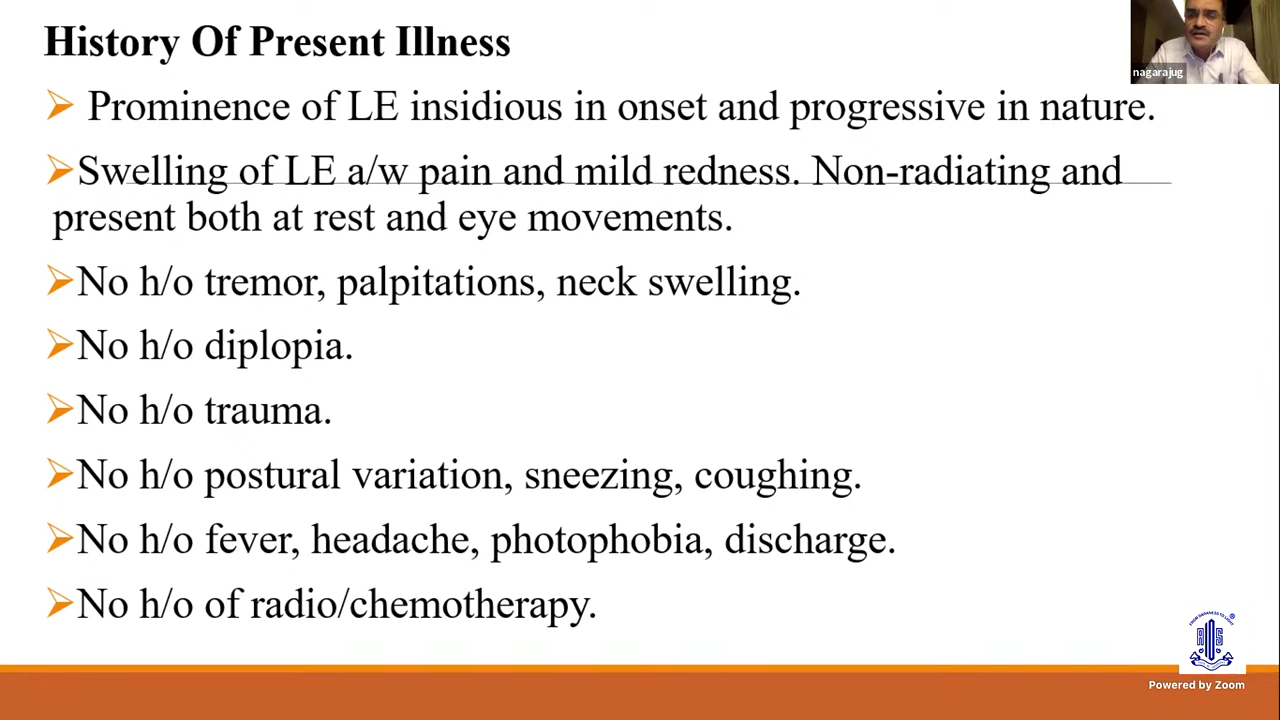 History Of Present Illness
nagarajug
Prominence of LE insidious in onset and progressive in nature.
Swelling of LE a/w pain and mild redness. Non-radiating and
present both at rest and eye movements.
No h/o tremor, palpitations, neck swelling.
No h/o diplopia.
No h/o trauma.
No h/o postural variation, sneezing, coughing.
No h/o fever, headache, photophobia, discharge.
No h/o of radio/chemotherapy.
Powered by Zoom